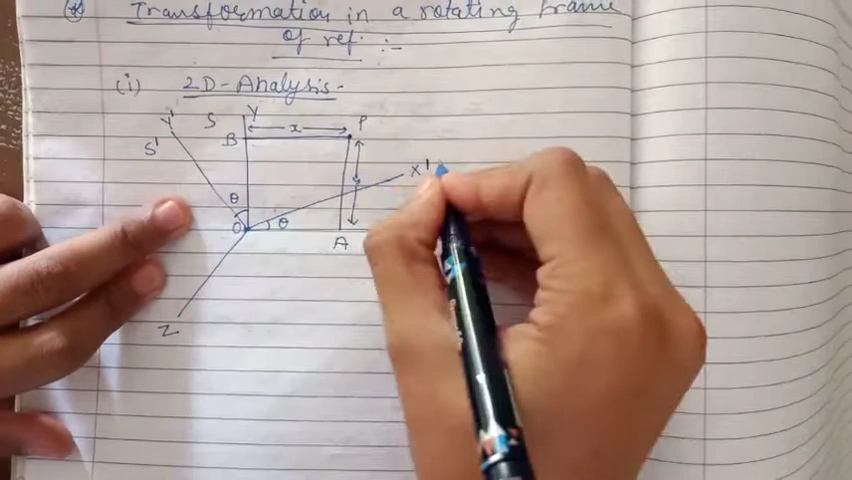 Transformation in a rotating frame
of ref. :-
(i) 2D-Analysis-
Y' S Y
S' B x P
X'
θ
O θ
A
Z